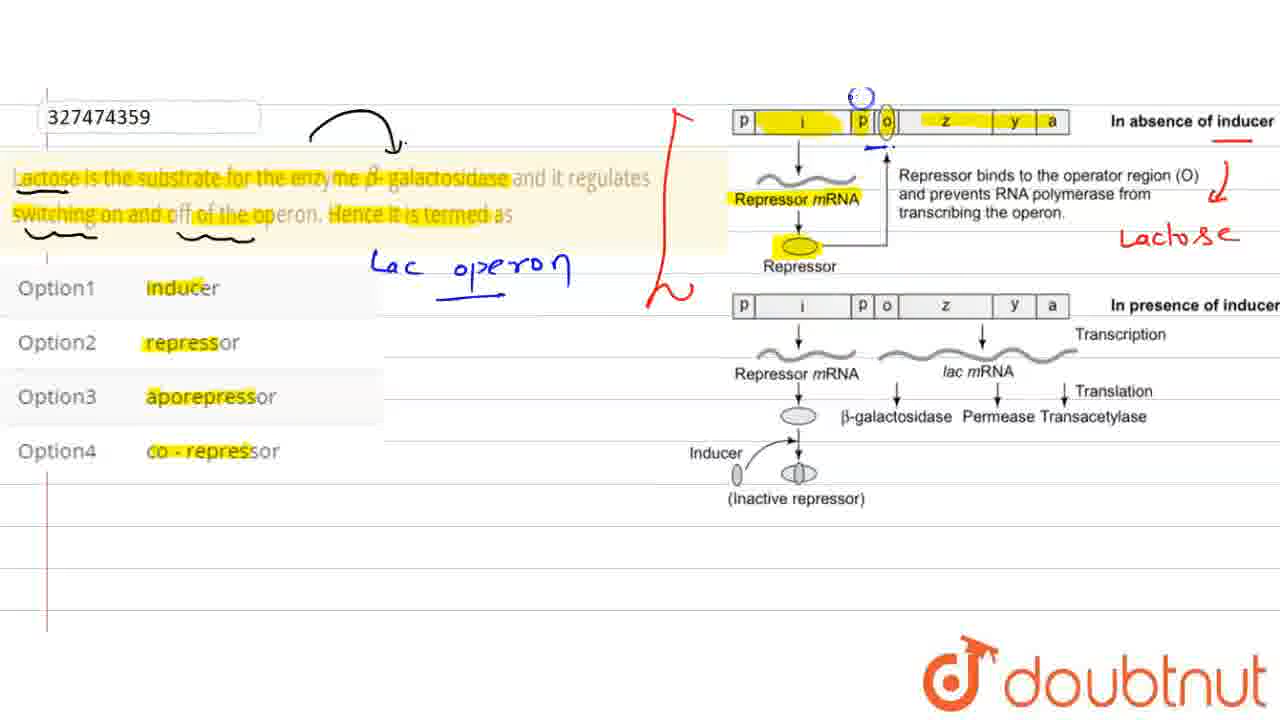 327474359
Lactose is the substrate for the enzyme β- galactosidase and it regulates
switching on and off of the operon. Hence it is termed as
Lac operon
Option1 inducer
Option2 repressor
Option3 aporepressor
Option4 co - repressor
p i p o z y a In absence of inducer
Repressor binds to the operator region (O)
and prevents RNA polymerase from
transcribing the operon.
Lactose
Repressor mRNA
Repressor
p i p o z y a In presence of inducer
Transcription
Repressor mRNA lac mRNA
Translation
β-galactosidase Permease Transacetylase
Inducer
(Inactive repressor)
doubtnut